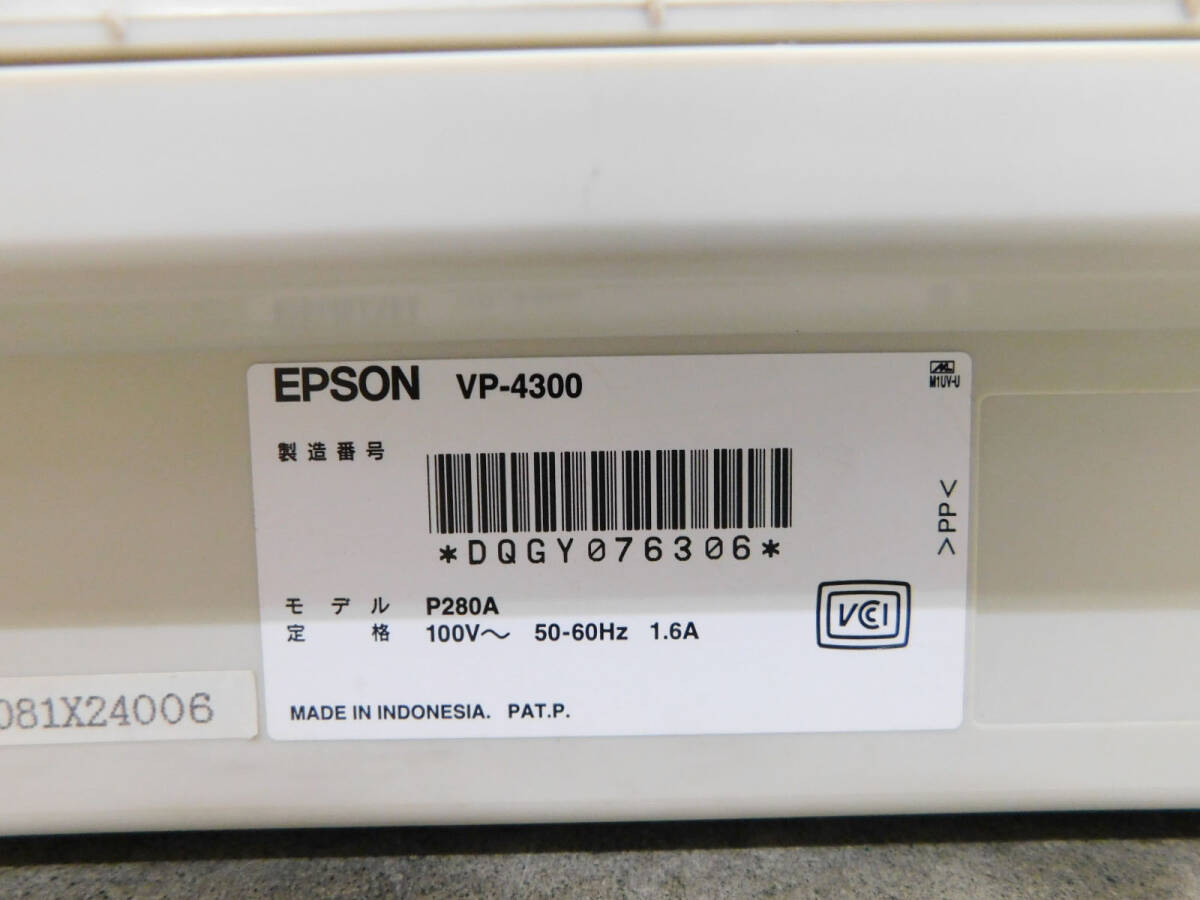 EPSON VP-4300
M1UV-U
製造番号
*DQGY076306*
>PP<
モデル P280A
定格 100V～ 50-60Hz 1.6A
VCCI
MADE IN INDONESIA. PAT.P.
081X24006